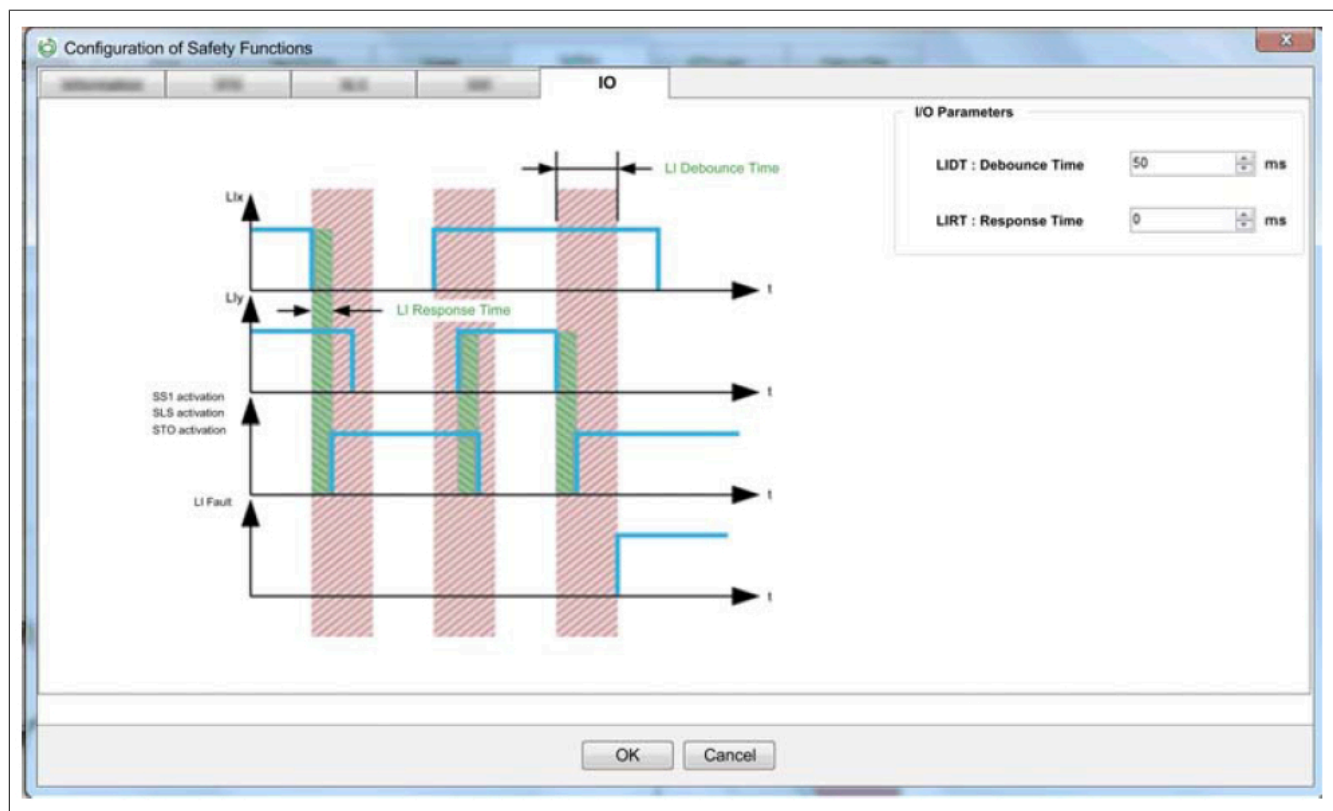 Configuration of Safety Functions
IO
I/O Parameters
LIDT : Debounce Time 50 ms
LIRT : Response Time 0 ms
LI Debounce Time
LIx
t
LIy
LI Response Time
t
SS1 activation
SLS activation
STO activation
t
LI Fault
t
OK Cancel